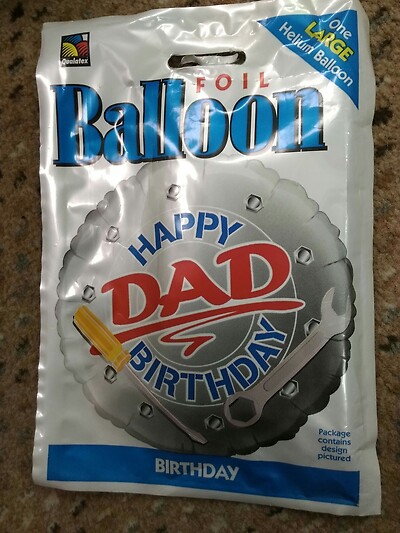 Qualatex
One
LARGE
Helium Balloon
FOIL
Balloon
HAPPY
DAD
BIRTHDAY
Package
contains
design
pictured
BIRTHDAY